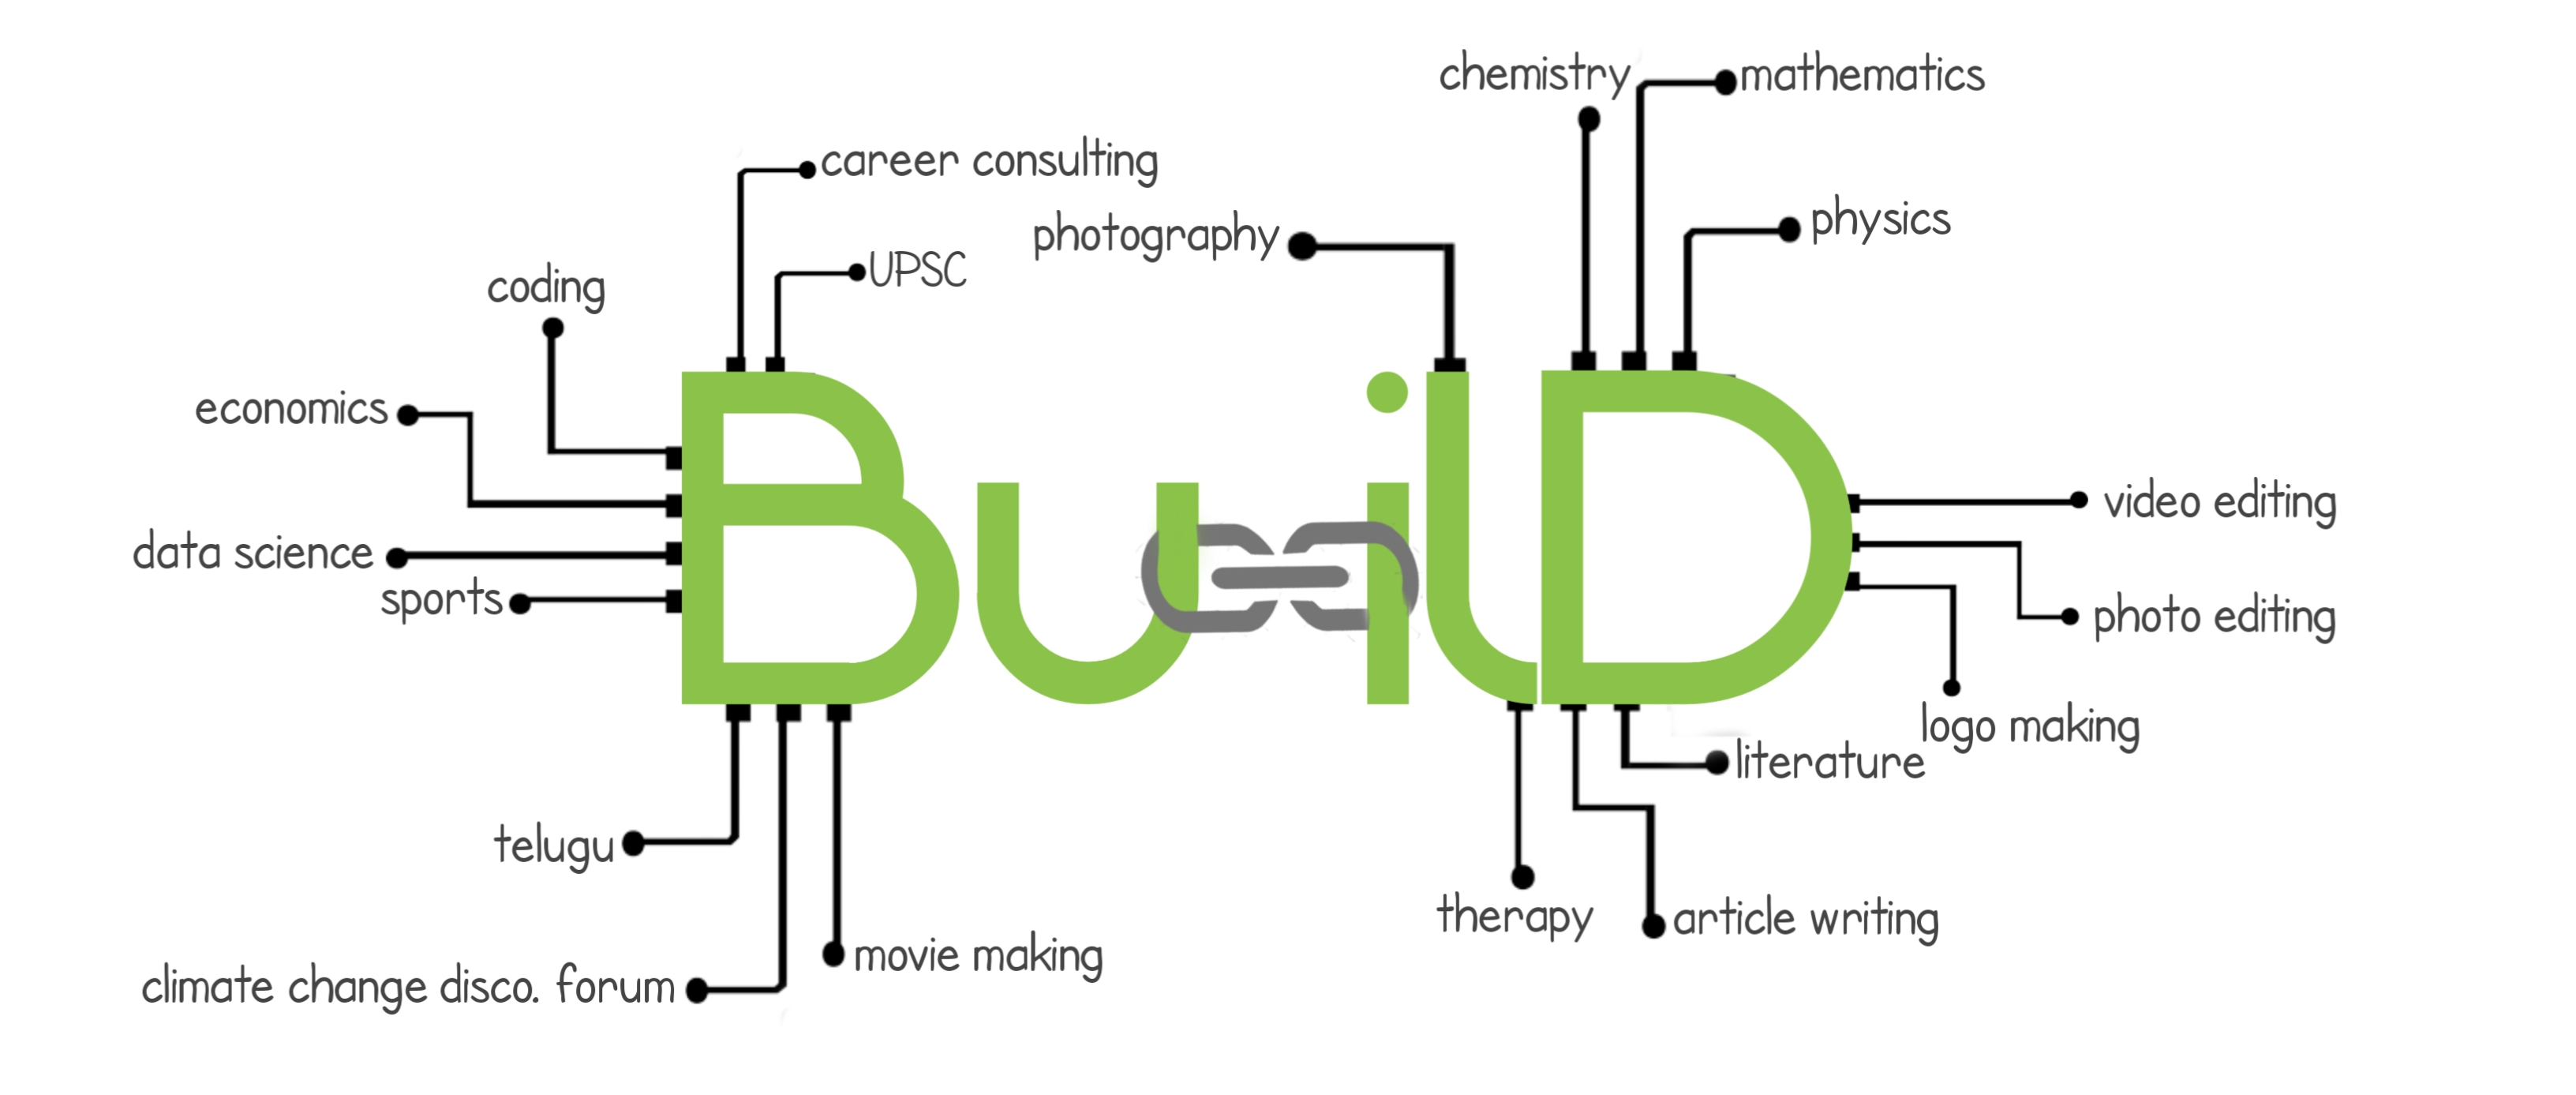 chemistry
mathematics
career consulting
photography
physics
UPSC
coding
economics
BuilD
video editing
data science
sports
photo editing
logo making
literature
telugu
therapy
article writing
movie making
climate change disco. forum